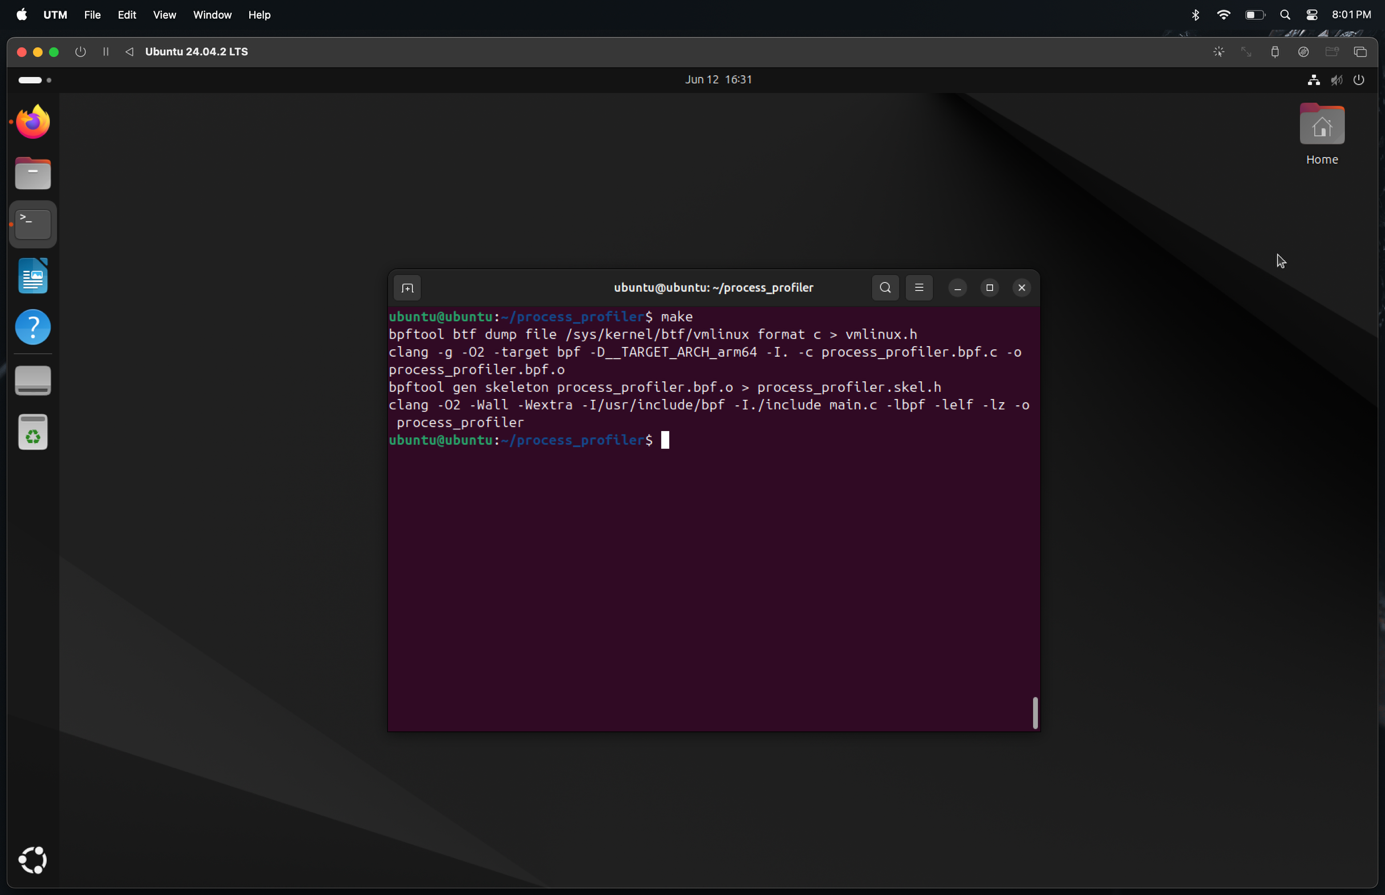 UTM File Edit View Window Help 8:01 PM
Ubuntu 24.04.2 LTS
Jun 12 16:31
Home
ubuntu@ubuntu: ~/process_profiler
ubuntu@ubuntu:~/process_profiler$ make
bpftool btf dump file /sys/kernel/btf/vmlinux format c > vmlinux.h
clang -g -O2 -target bpf -D__TARGET_ARCH_arm64 -I. -c process_profiler.bpf.c -o
process_profiler.bpf.o
bpftool gen skeleton process_profiler.bpf.o > process_profiler.skel.h
clang -O2 -Wall -Wextra -I/usr/include/bpf -I./include main.c -lbpf -lelf -lz -o
 process_profiler
ubuntu@ubuntu:~/process_profiler$